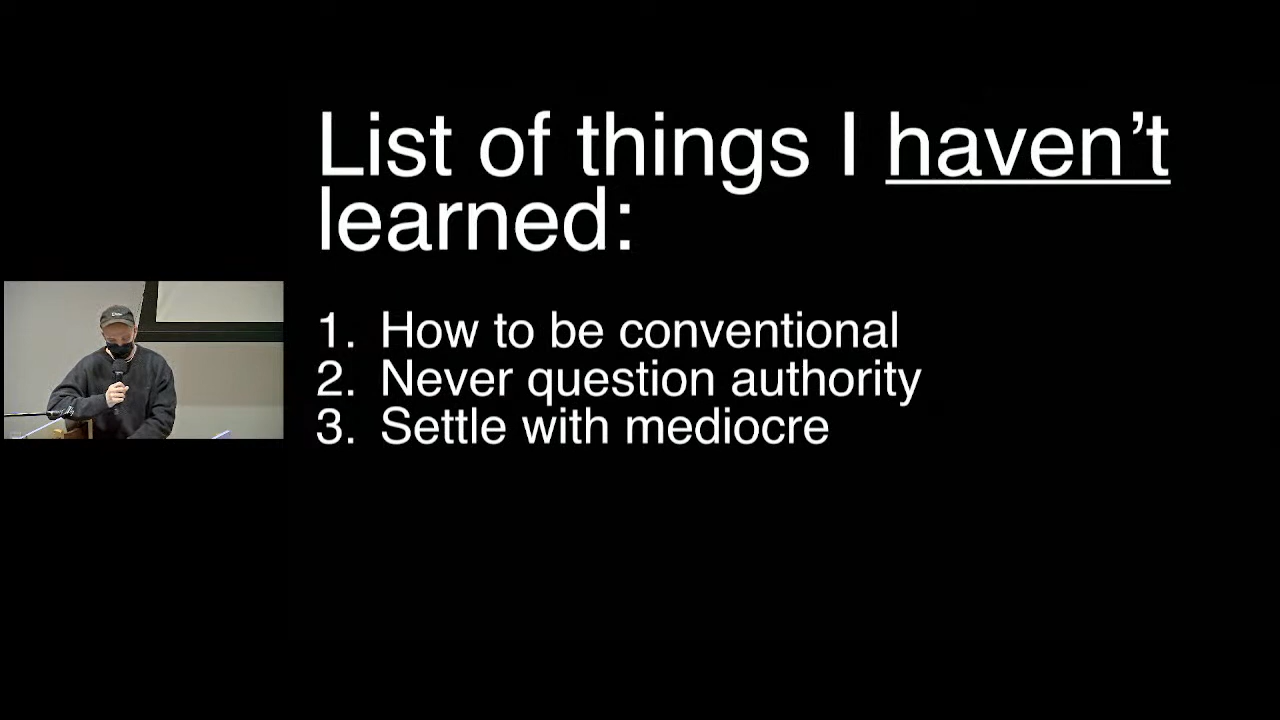 List of things I haven’t
learned:
1. How to be conventional
2. Never question authority
3. Settle with mediocre